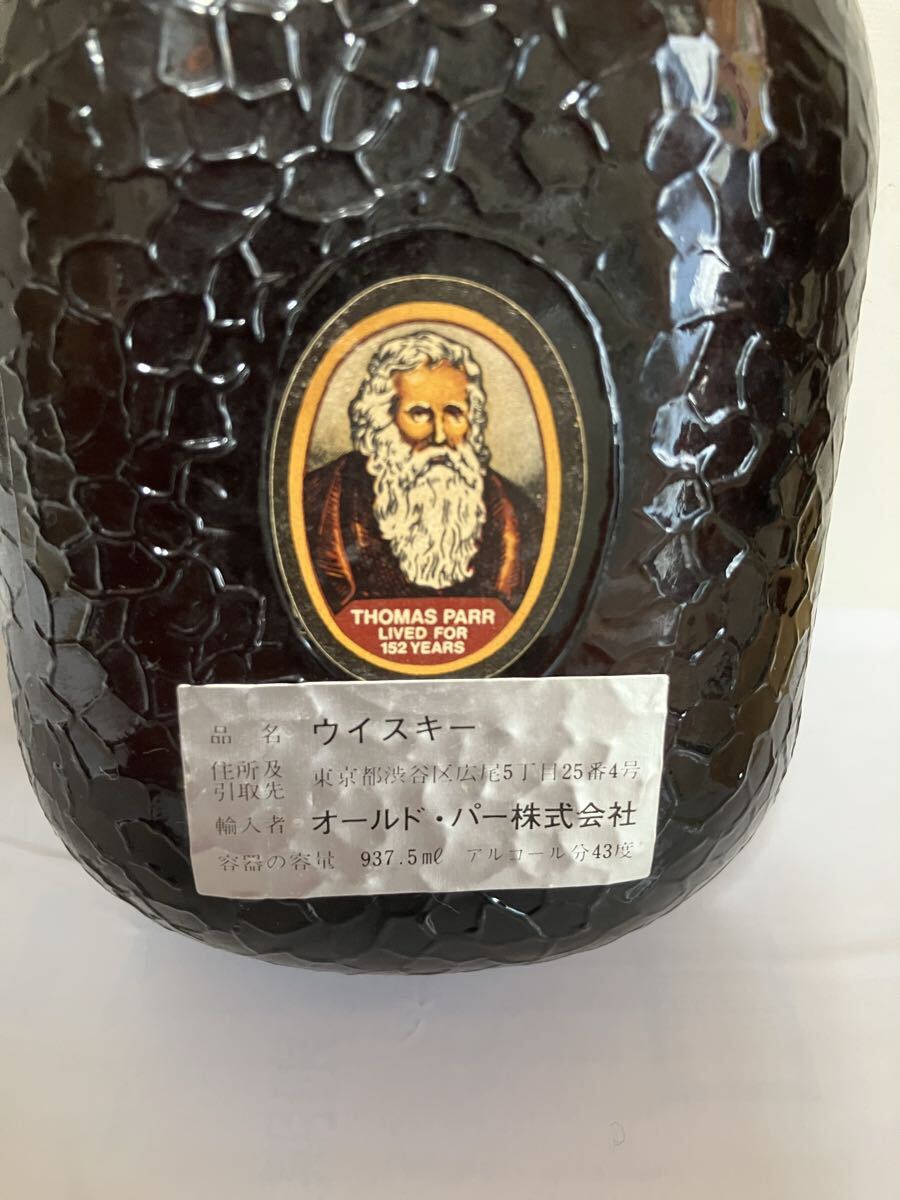 THOMAS PARR
LIVED FOR
152 YEARS
品名 ウイスキー
住所及引取先 東京都渋谷区広尾5丁目25番4号
輸入者 オールド・パー株式会社
容器の容量 937.5ml アルコール分43度